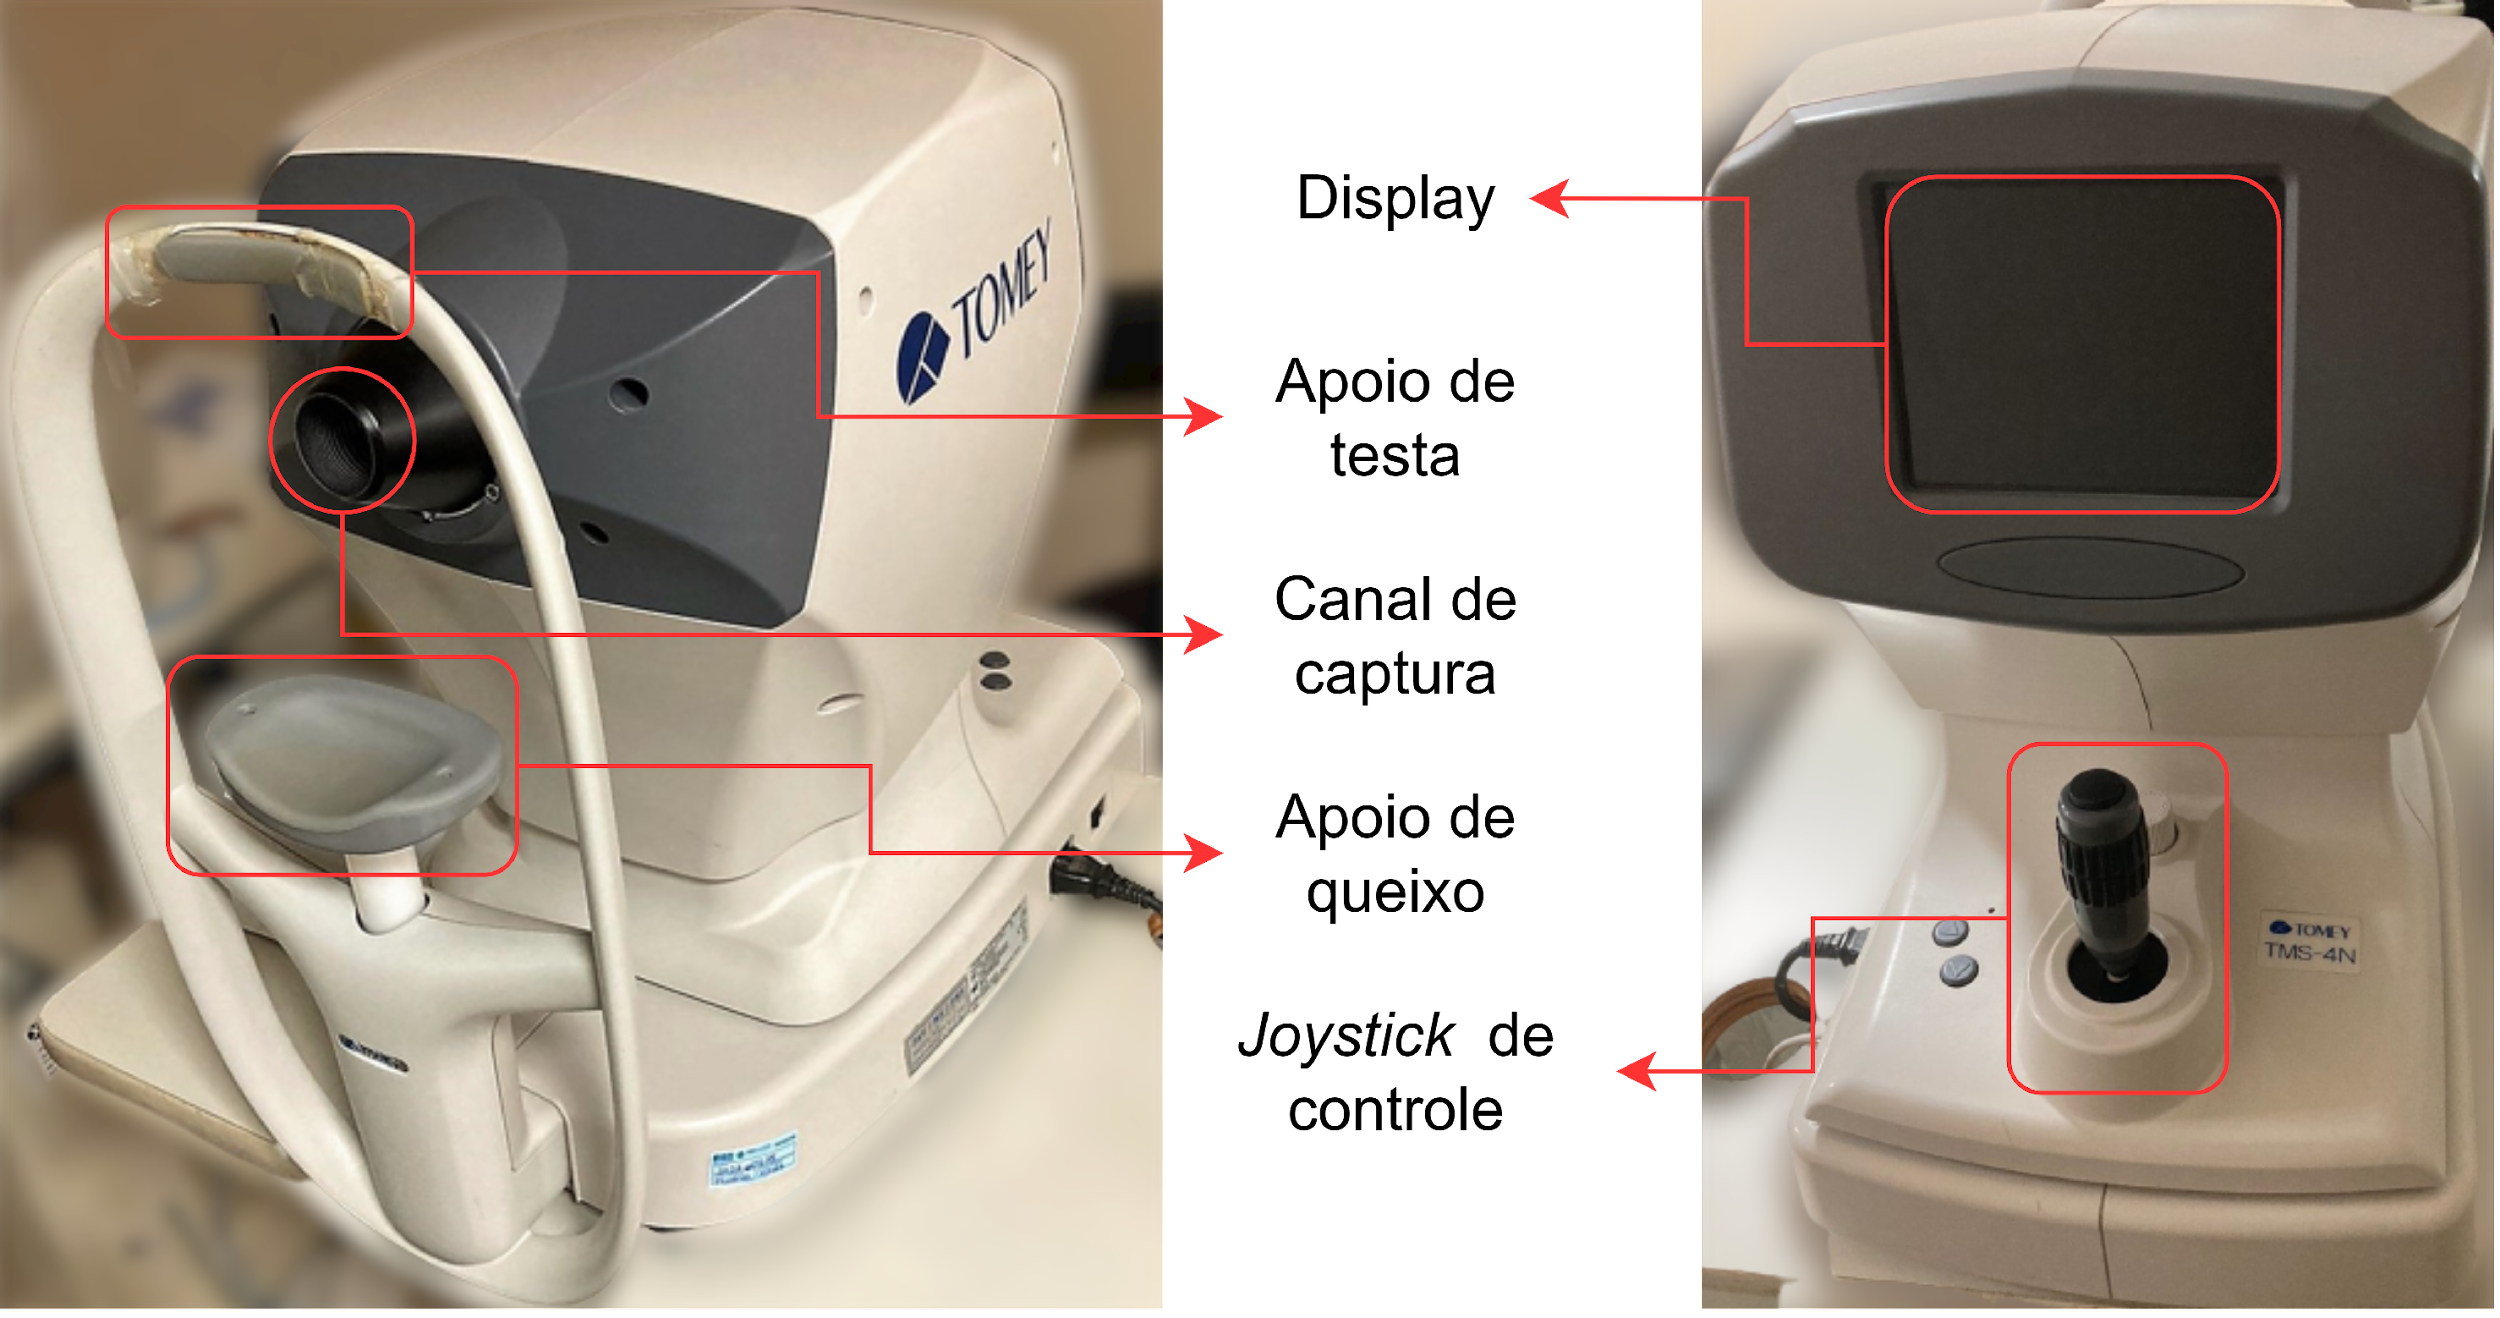 TOMEY
Display
Apoio de
testa
Canal de
captura
Apoio de
queixo
Joystick de
controle
TOMEY
TMS-4N